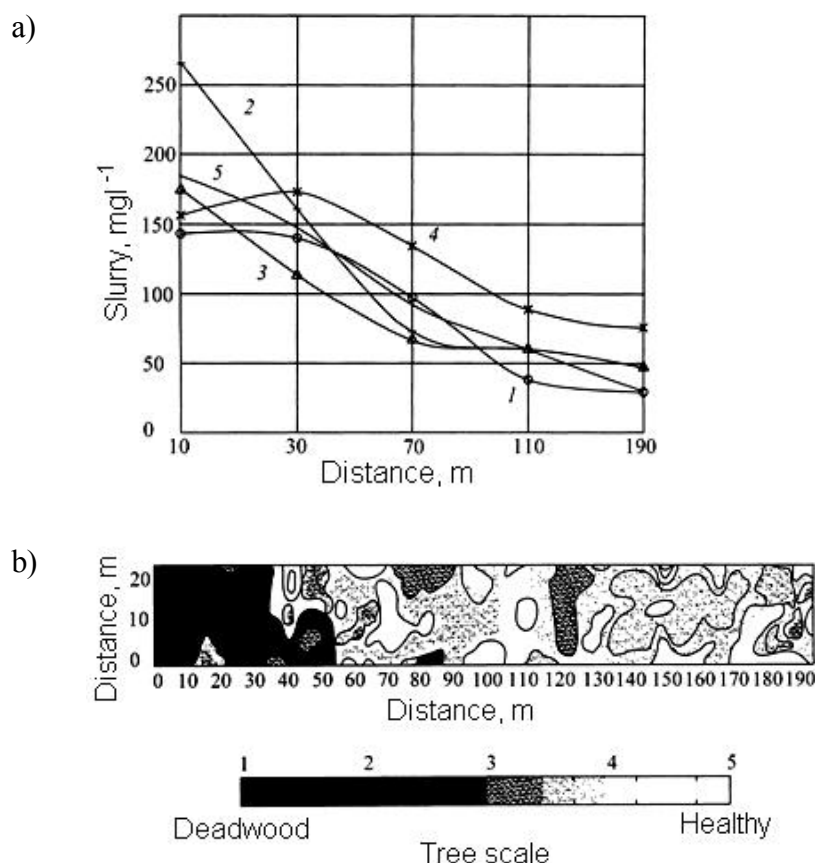 a)
Slurry, mgl⁻¹
250
200
150
100
50
0
2
5
4
3
1
10 30 70 110 190
Distance, m
b)
Distance, m
20
10
0
0 10 20 30 40 50 60 70 80 90 100 110 120 130 140 150 160 170 180 190
Distance, m
1 2 3 4 5
Deadwood Healthy
Tree scale